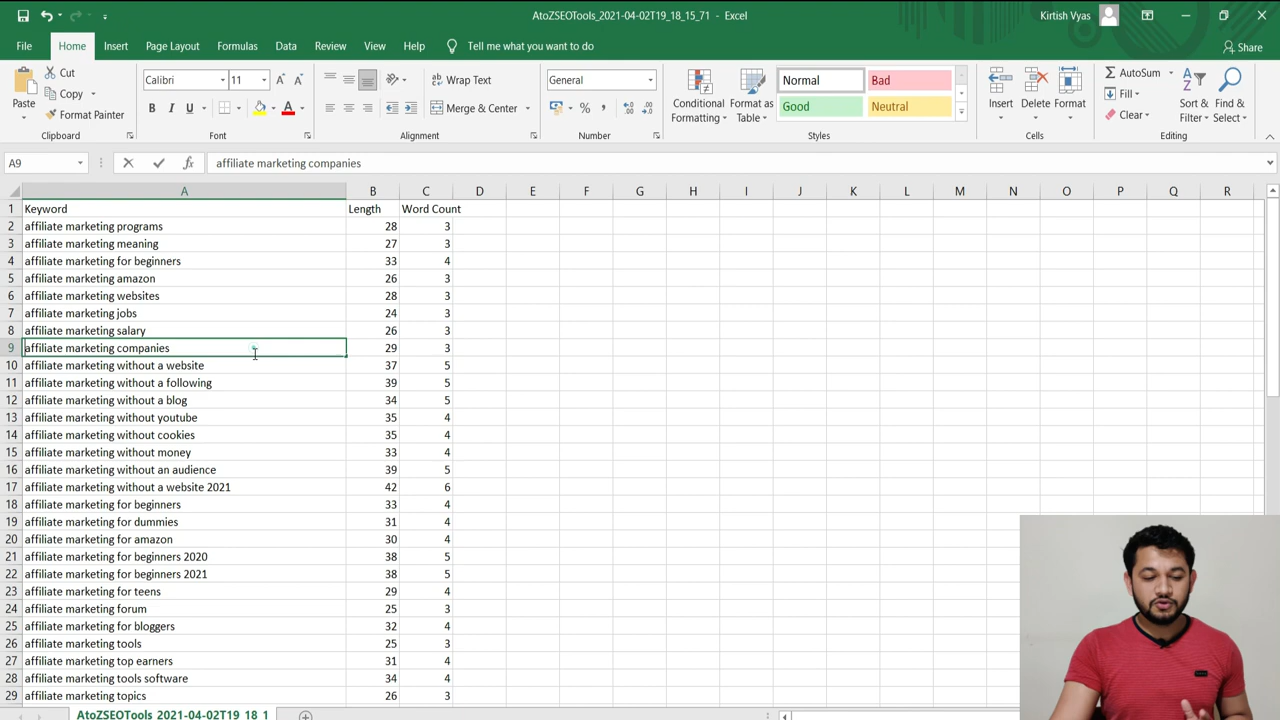 AtoZSEOTools_2021-04-02T19_18_15_71 - Excel
Kirtish Vyas
File Home Insert Page Layout Formulas Data Review View Help Tell me what you want to do
Share
Paste
Cut
Copy
Format Painter
Clipboard
Calibri 11
B I U
Font
Wrap Text
Merge & Center
Alignment
General
Number
Conditional Formatting
Format as Table
Normal Bad
Good Neutral
Styles
Insert Delete Format
Cells
AutoSum
Fill
Clear
Sort & Filter
Find & Select
Editing
A9 fx affiliate marketing companies
A B C D E F G H I J K L M N O P Q R
1 Keyword Length Word Count
2 affiliate marketing programs 28 3
3 affiliate marketing meaning 27 3
4 affiliate marketing for beginners 33 4
5 affiliate marketing amazon 26 3
6 affiliate marketing websites 28 3
7 affiliate marketing jobs 24 3
8 affiliate marketing salary 26 3
9 affiliate marketing companies 29 3
10 affiliate marketing without a website 37 5
11 affiliate marketing without a following 39 5
12 affiliate marketing without a blog 34 5
13 affiliate marketing without youtube 35 4
14 affiliate marketing without cookies 35 4
15 affiliate marketing without money 33 4
16 affiliate marketing without an audience 39 5
17 affiliate marketing without a website 2021 42 6
18 affiliate marketing for beginners 33 4
19 affiliate marketing for dummies 31 4
20 affiliate marketing for amazon 30 4
21 affiliate marketing for beginners 2020 38 5
22 affiliate marketing for beginners 2021 38 5
23 affiliate marketing for teens 29 4
24 affiliate marketing forum 25 3
25 affiliate marketing for bloggers 32 4
26 affiliate marketing tools 25 3
27 affiliate marketing top earners 31 4
28 affiliate marketing tools software 34 4
29 affiliate marketing topics 26 3
AtoZSEOTools_2021-04-02T19_18_1